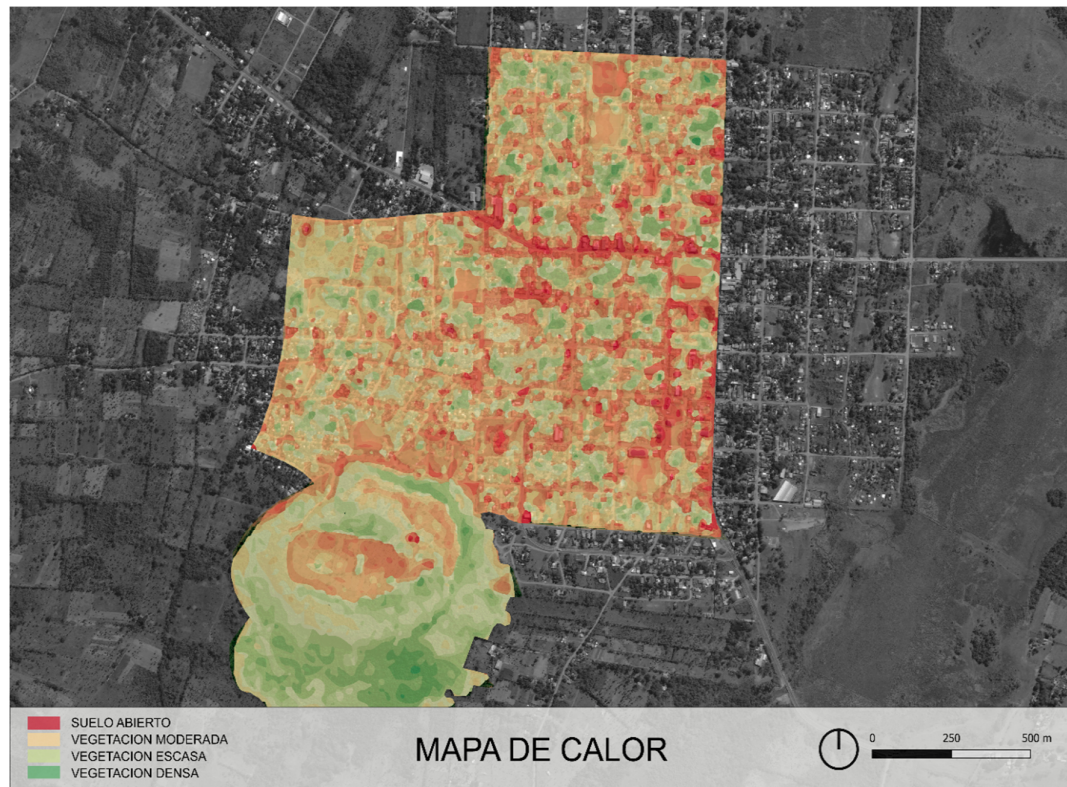 SUELO ABIERTO
VEGETACION MODERADA
VEGETACION ESCASA
VEGETACION DENSA
MAPA DE CALOR
0 250 500 m